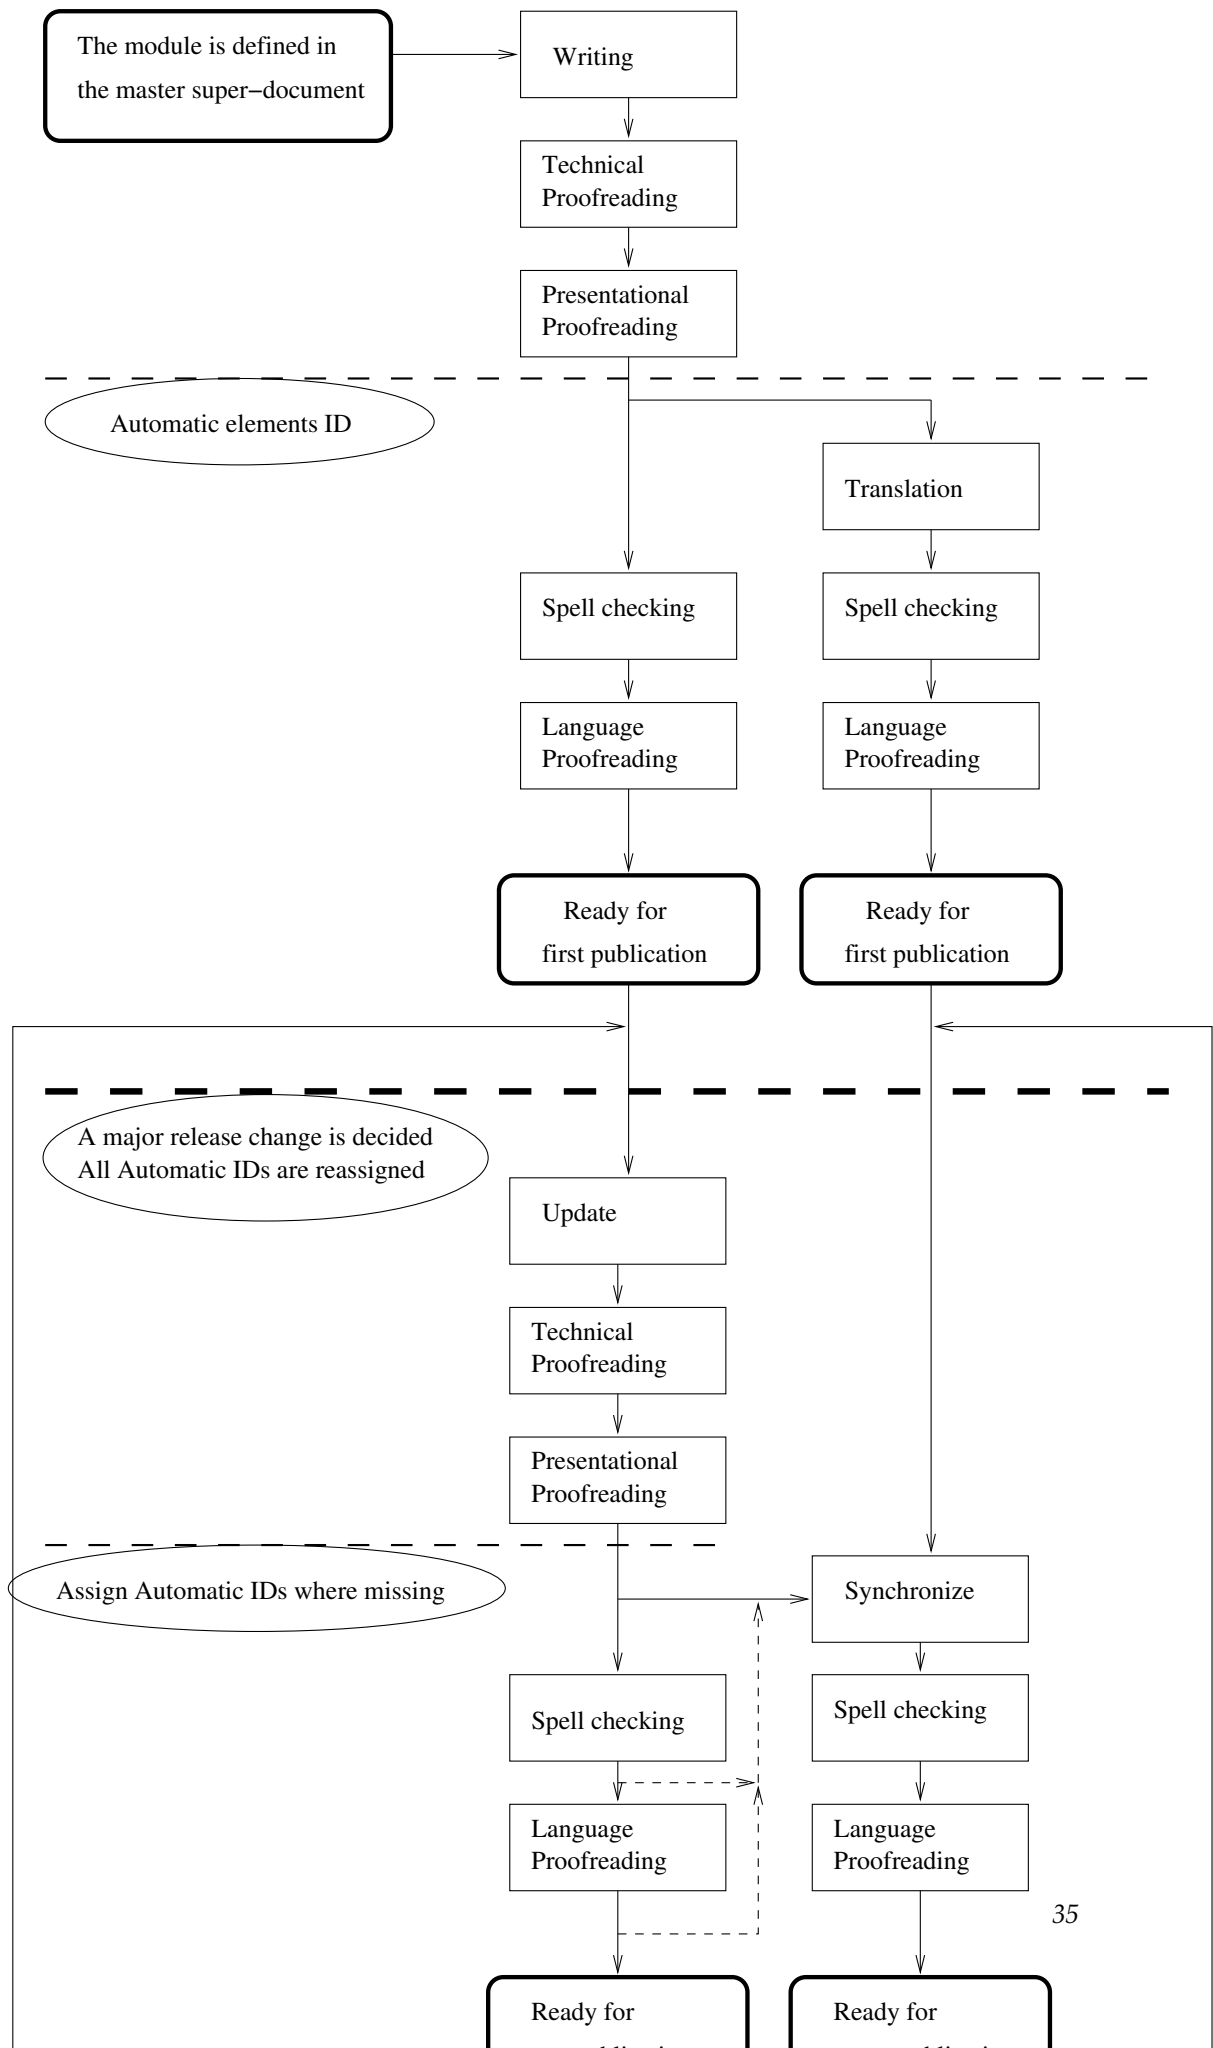 The module is defined in
the master super−document
Writing
Technical
Proofreading
Presentational
Proofreading
Automatic elements ID
Translation
Spell checking
Spell checking
Language
Proofreading
Language
Proofreading
Ready for
first publication
Ready for
first publication
A major release change is decided
All Automatic IDs are reassigned
Update
Technical
Proofreading
Presentational
Proofreading
Assign Automatic IDs where missing
Synchronize
Spell checking
Spell checking
Language
Proofreading
Language
Proofreading
35
Ready for
Ready for